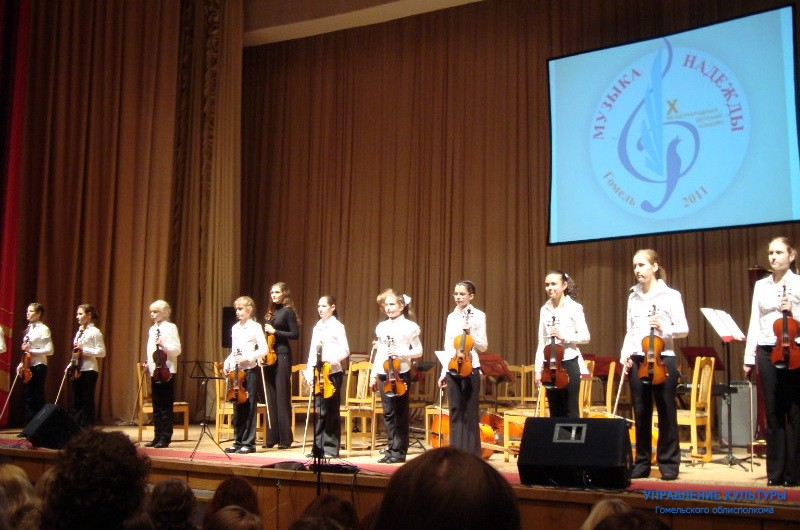 МУЗЫКА НАДЕЖДЫ
X
Гомель 2011
УПРАВЛЕНИЕ КУЛЬТУРЫ
Гомельского облисполкома